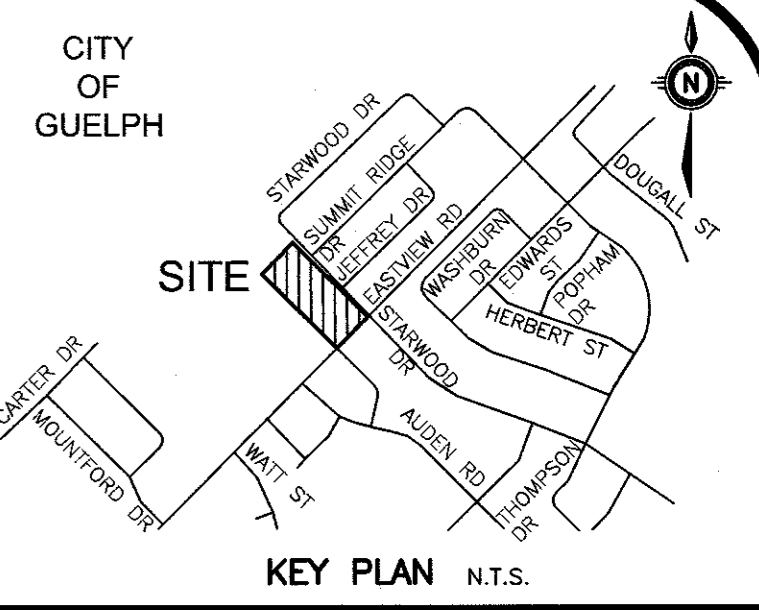 CITY
OF
GUELPH
N
STARWOOD DR
SUMMIT RIDGE
DR
JEFFREY DR
EASTVIEW RD
DOUGALL ST
WASHBURN
DR
EDWARDS
ST
POPHAM
DR
HERBERT ST
SITE
STARWOOD
DR
CARTER DR
MOUNTFORD DR
WATT ST
AUDEN RD
THOMPSON
DR
KEY PLAN N.T.S.